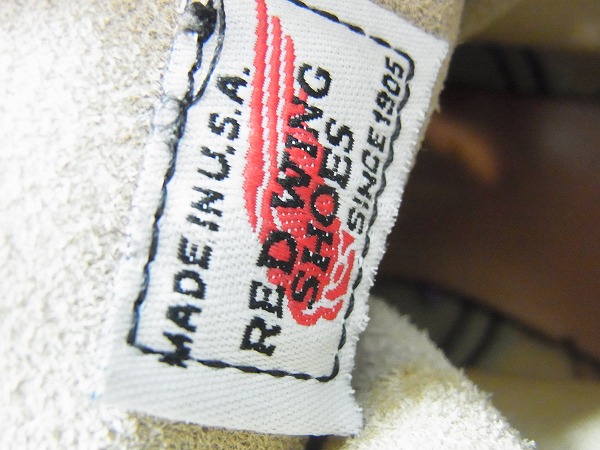 MADE IN U.S.A.
RED WING
SHOES
SINCE 1905